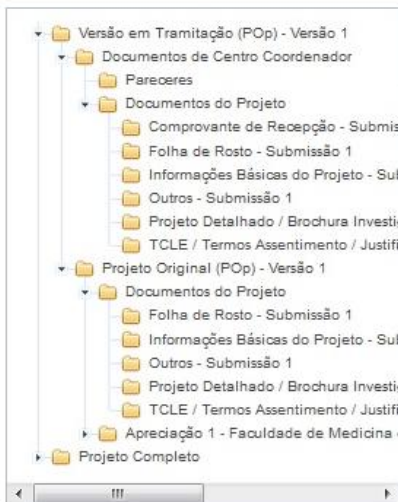 Versão em Tramitação (POp) - Versão 1
Documentos de Centro Coordenador
Pareceres
Documentos do Projeto
Comprovante de Recepção - Submis
Folha de Rosto - Submissão 1
Informações Básicas do Projeto - Sul
Outros - Submissão 1
Projeto Detalhado / Brochura Investi
TCLE / Termos Assentimento / Justifi
Projeto Original (POp) - Versão 1
Documentos do Projeto
Folha de Rosto - Submissão 1
Informações Básicas do Projeto - Sul
Outros - Submissão 1
Projeto Detalhado / Brochura Investi
TCLE / Termos Assentimento / Justifi
Apreciação 1 - Faculdade de Medicina
Projeto Completo